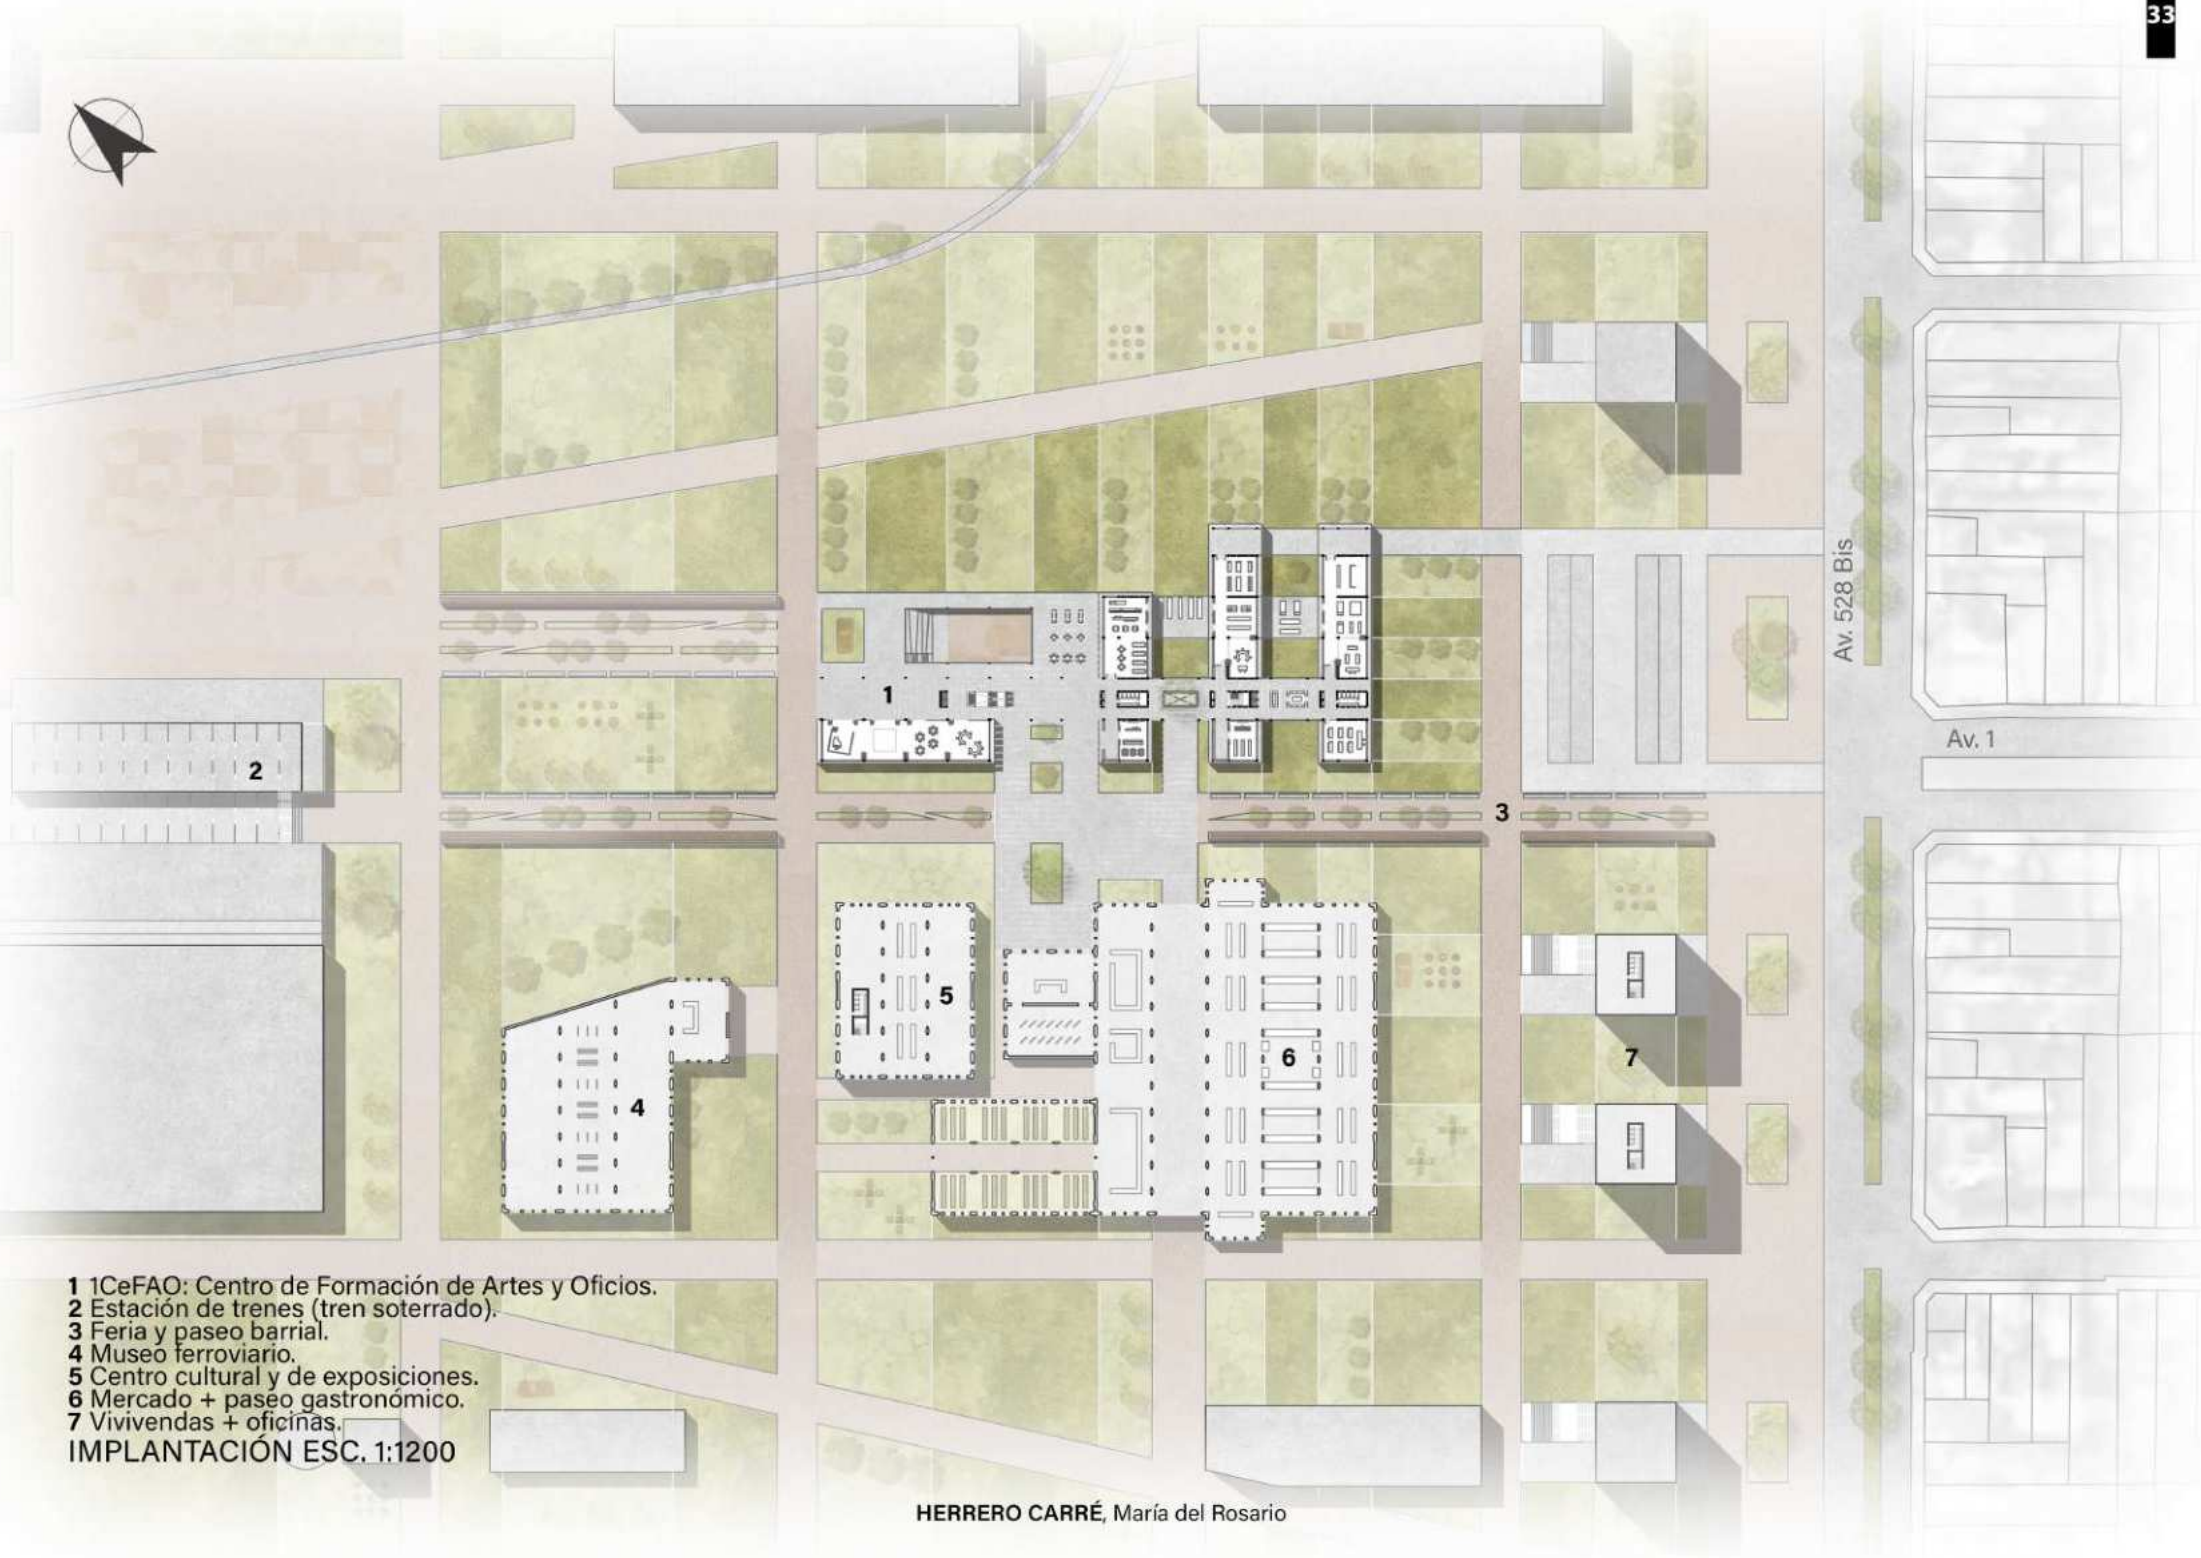 33
Av. 528 Bis
1
Av. 1
2
3
5
6
7
4
1 1CeFAO: Centro de Formación de Artes y Oficios.
2 Estación de trenes (tren soterrado).
3 Feria y paseo barrial.
4 Museo ferroviario.
5 Centro cultural y de exposiciones.
6 Mercado + paseo gastronómico.
7 Vivivendas + oficinas.
IMPLANTACIÓN ESC. 1:1200
HERRERO CARRÉ, María del Rosario